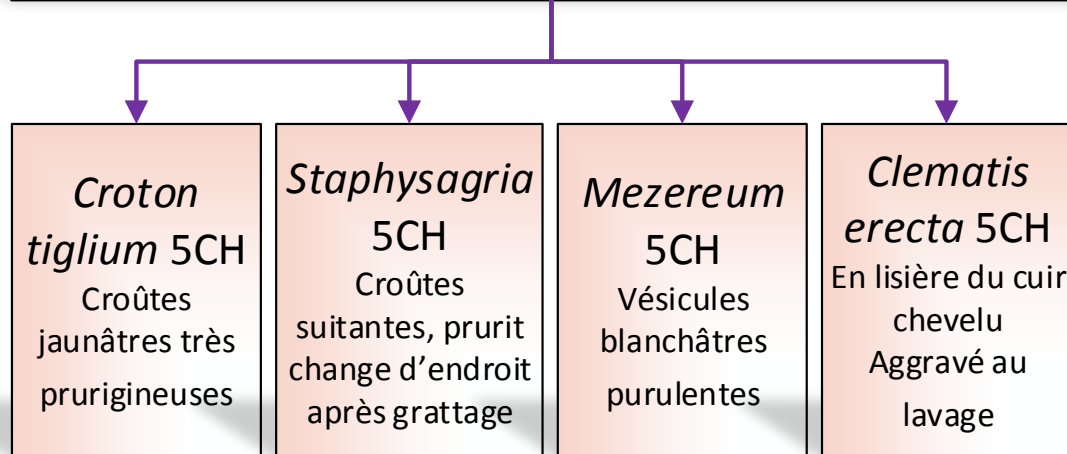 Croton
tiglium 5CH
Croûtes
jaunâtres très
prurigineuses
Staphysagria
5CH
Croûtes
suitantes, prurit
change d'endroit
après grattage
Mezereum
5CH
Vésicules
blanchâtres
purulentes
Clematis
erecta 5CH
En lisière du cuir
chevelu
Aggravé au
lavage